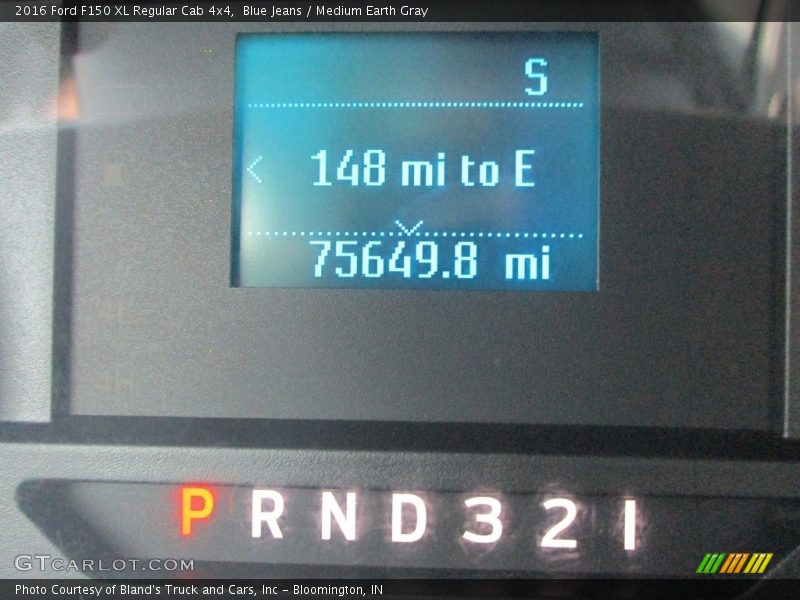 2016 Ford F150 XL Regular Cab 4x4, Blue Jeans / Medium Earth Gray
S
< 148 mi to E
75649.8 mi
P R N D 3 2 1
GTCARLOT.COM
Photo Courtesy of Bland's Truck and Cars, Inc – Bloomington, IN